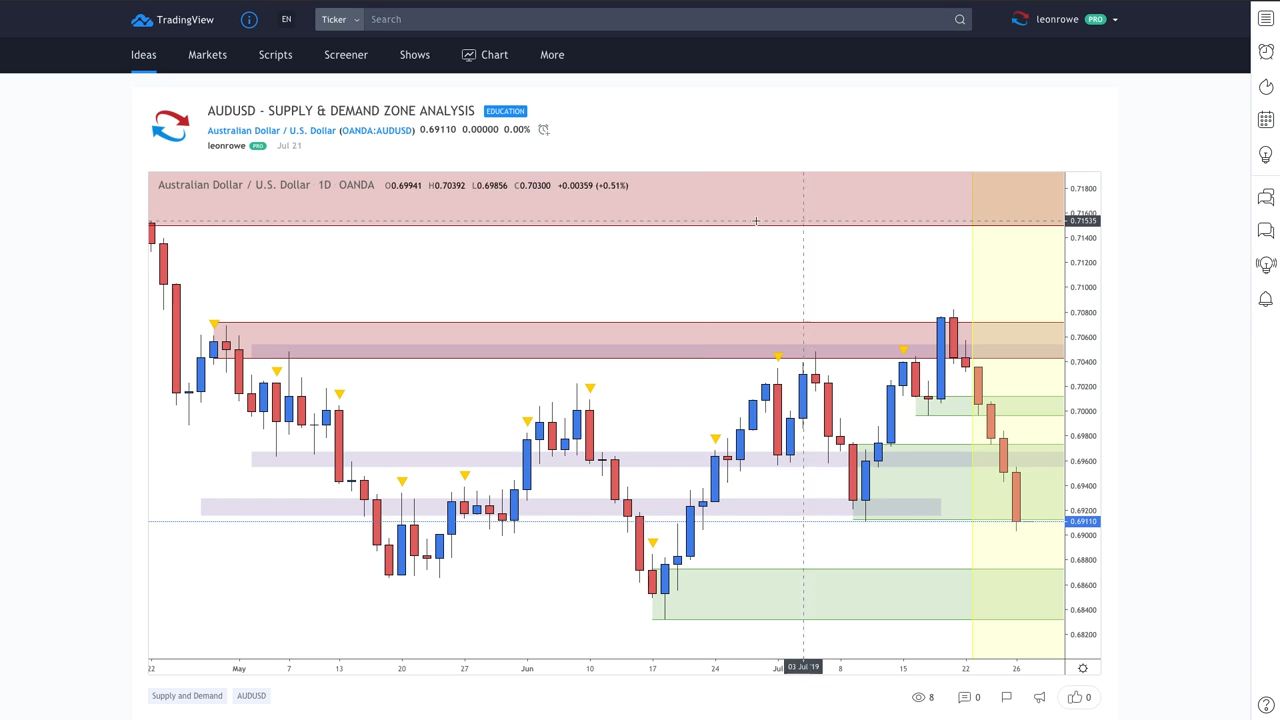 TradingView
EN
Ticker
Search
leonrowe PRO
Ideas Markets Scripts Screener Shows Chart More
AUDUSD - SUPPLY & DEMAND ZONE ANALYSIS EDUCATION
Australian Dollar / U.S. Dollar (OANDA:AUDUSD) 0.69110 0.00000 0.00%
leonrowe PRO Jul 21
Australian Dollar / U.S. Dollar 1D OANDA O0.69941 H0.70392 L0.69856 C0.70300 +0.00359 (+0.51%)
0.71800
0.71600
0.71535
0.71400
0.71200
0.71000
0.70800
0.70600
0.70400
0.70200
0.70000
0.69800
0.69600
0.69400
0.69200
0.69110
0.69000
0.68800
0.68600
0.68400
0.68200
22 May 7 13 20 27 Jun 10 17 24 Jul 03 Jul '19 8 15 22 26
Supply and Demand AUDUSD
8 0 0